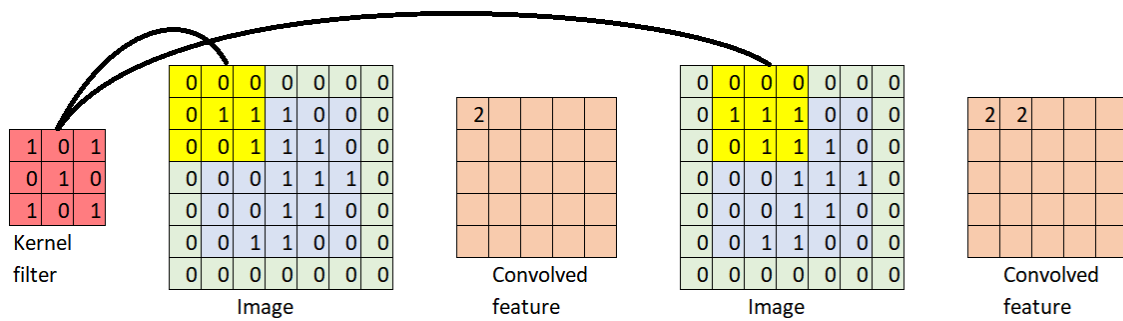 1 0 1
0 1 0
1 0 1
Kernel
filter
0 0 0 0 0 0 0
0 1 1 1 0 0 0
0 0 1 1 1 0 0
0 0 0 1 1 1 0
0 0 0 1 1 0 0
0 0 1 1 0 0 0
0 0 0 0 0 0 0
Image
2
Convolved
feature
0 0 0 0 0 0 0
0 1 1 1 0 0 0
0 0 1 1 1 0 0
0 0 0 1 1 1 0
0 0 0 1 1 0 0
0 0 1 1 0 0 0
0 0 0 0 0 0 0
Image
2 2
Convolved
feature